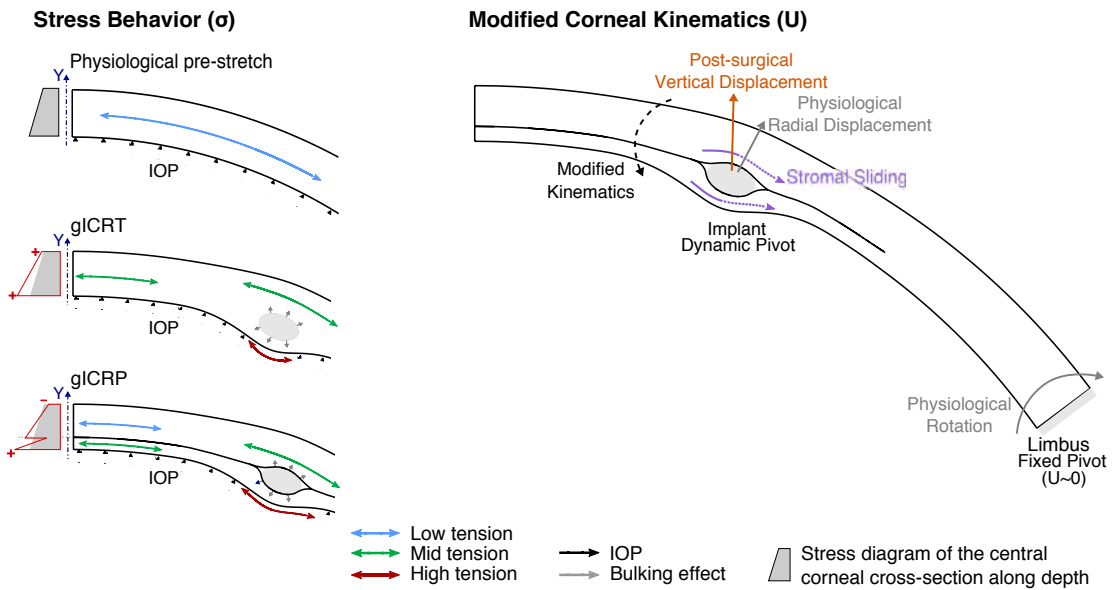 Stress Behavior (σ)
Physiological pre-stretch
Y
IOP
gICRT
Y
+
+
IOP
gICRP
Y
-
+
IOP
Modified Corneal Kinematics (U)
Post-surgical
Vertical Displacement
Physiological
Radial Displacement
Modified
Kinematics
Stromal Sliding
Implant
Dynamic Pivot
Physiological
Rotation
Limbus
Fixed Pivot
(U~0)
Low tension
Mid tension
High tension
IOP
Bulking effect
Stress diagram of the central
corneal cross-section along depth